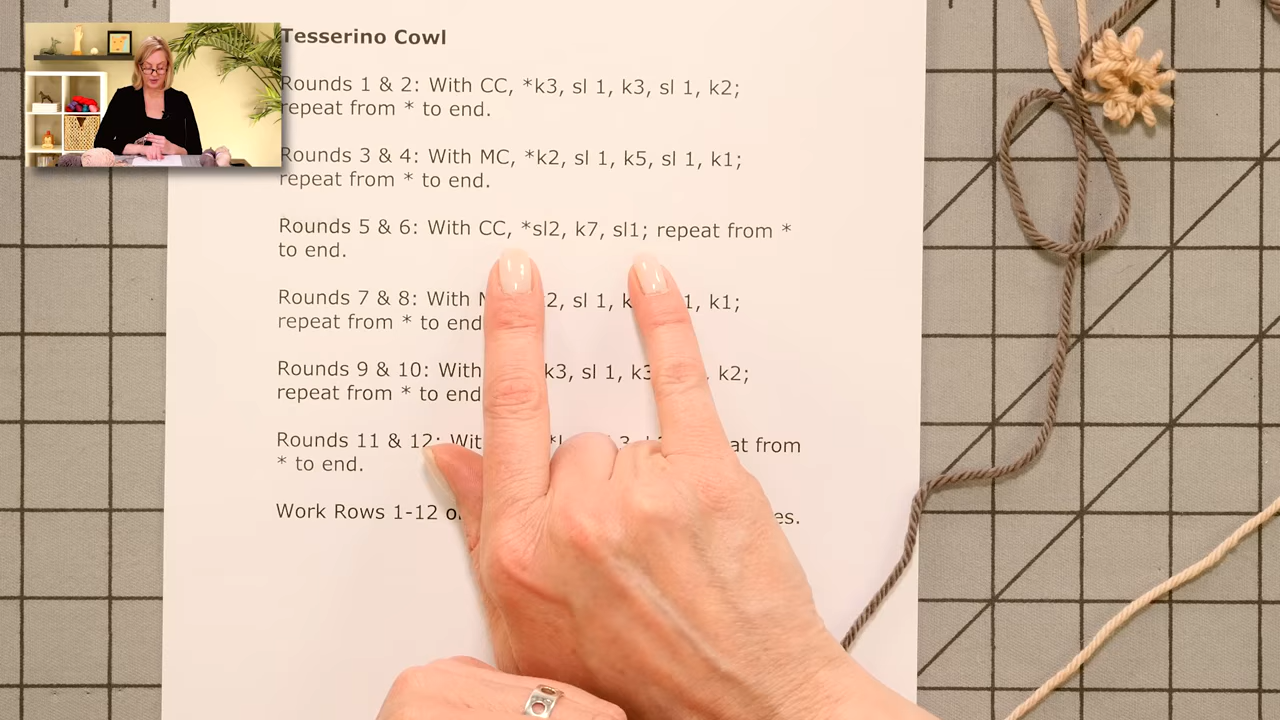 Tesserino Cowl
Rounds 1 & 2: With CC, *k3, sl 1, k3, sl 1, k2;
repeat from * to end.
Rounds 3 & 4: With MC, *k2, sl 1, k5, sl 1, k1;
repeat from * to end.
Rounds 5 & 6: With CC, *sl2, k7, sl1; repeat from *
to end.
Rounds 7 & 8: With 2, sl 1, 1, k1;
repeat from * to end
Rounds 9 & 10: With k3, sl 1, k3 k2;
repeat from * to end
Rounds 11 & 12: from
* to end.
Work Rows 1-12